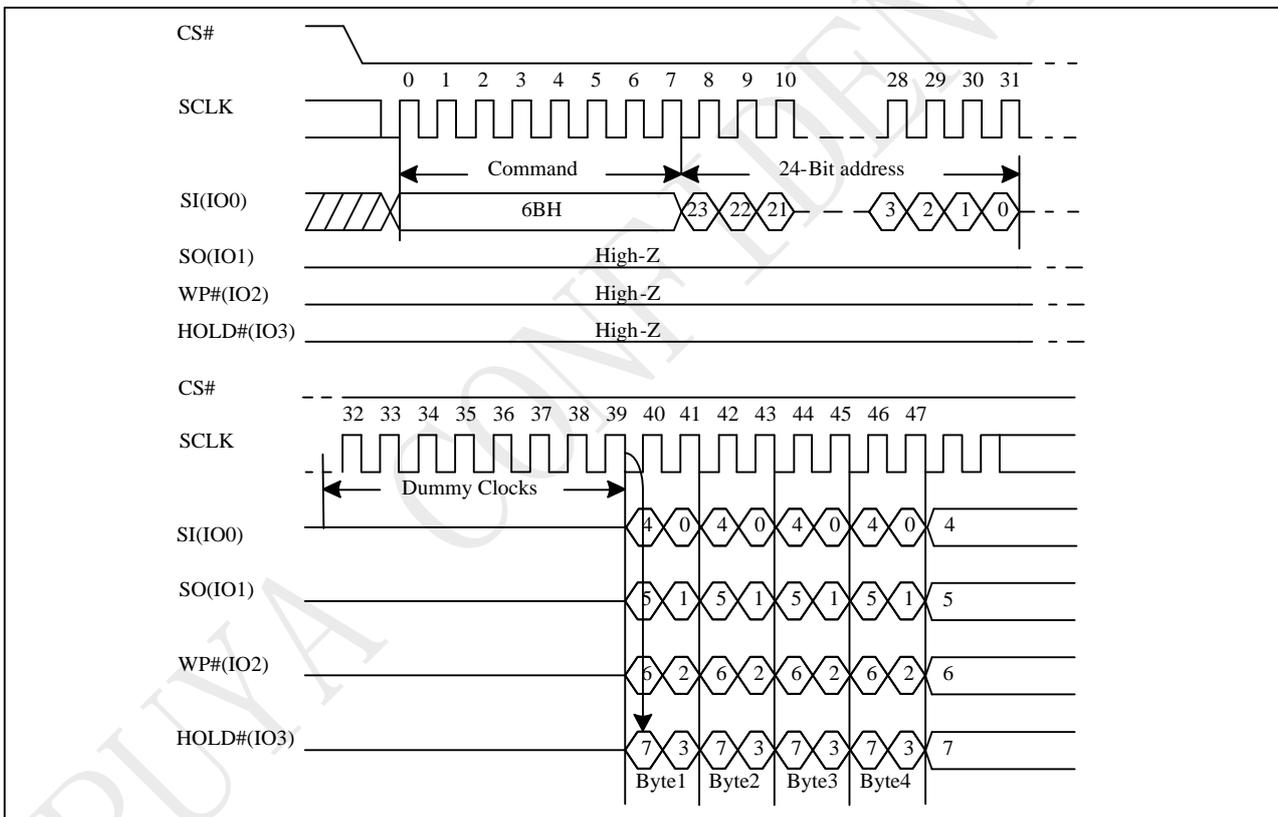 CS#
0 1 2 3 4 5 6 7 8 9 10 28 29 30 31
SCLK
Command 24-Bit address
SI(IO0) 6BH 23 22 21 3 2 1 0
SO(IO1) High-Z
WP#(IO2) High-Z
HOLD#(IO3) High-Z
CS#
32 33 34 35 36 37 38 39 40 41 42 43 44 45 46 47
SCLK
Dummy Clocks
SI(IO0) 4 0 4 0 4 0 4 0 4
SO(IO1) 5 1 5 1 5 1 5 1 5
WP#(IO2) 6 2 6 2 6 2 6 2 6
HOLD#(IO3) 7 3 7 3 7 3 7 3 7
Byte1 Byte2 Byte3 Byte4
PUYA CONFIDEN